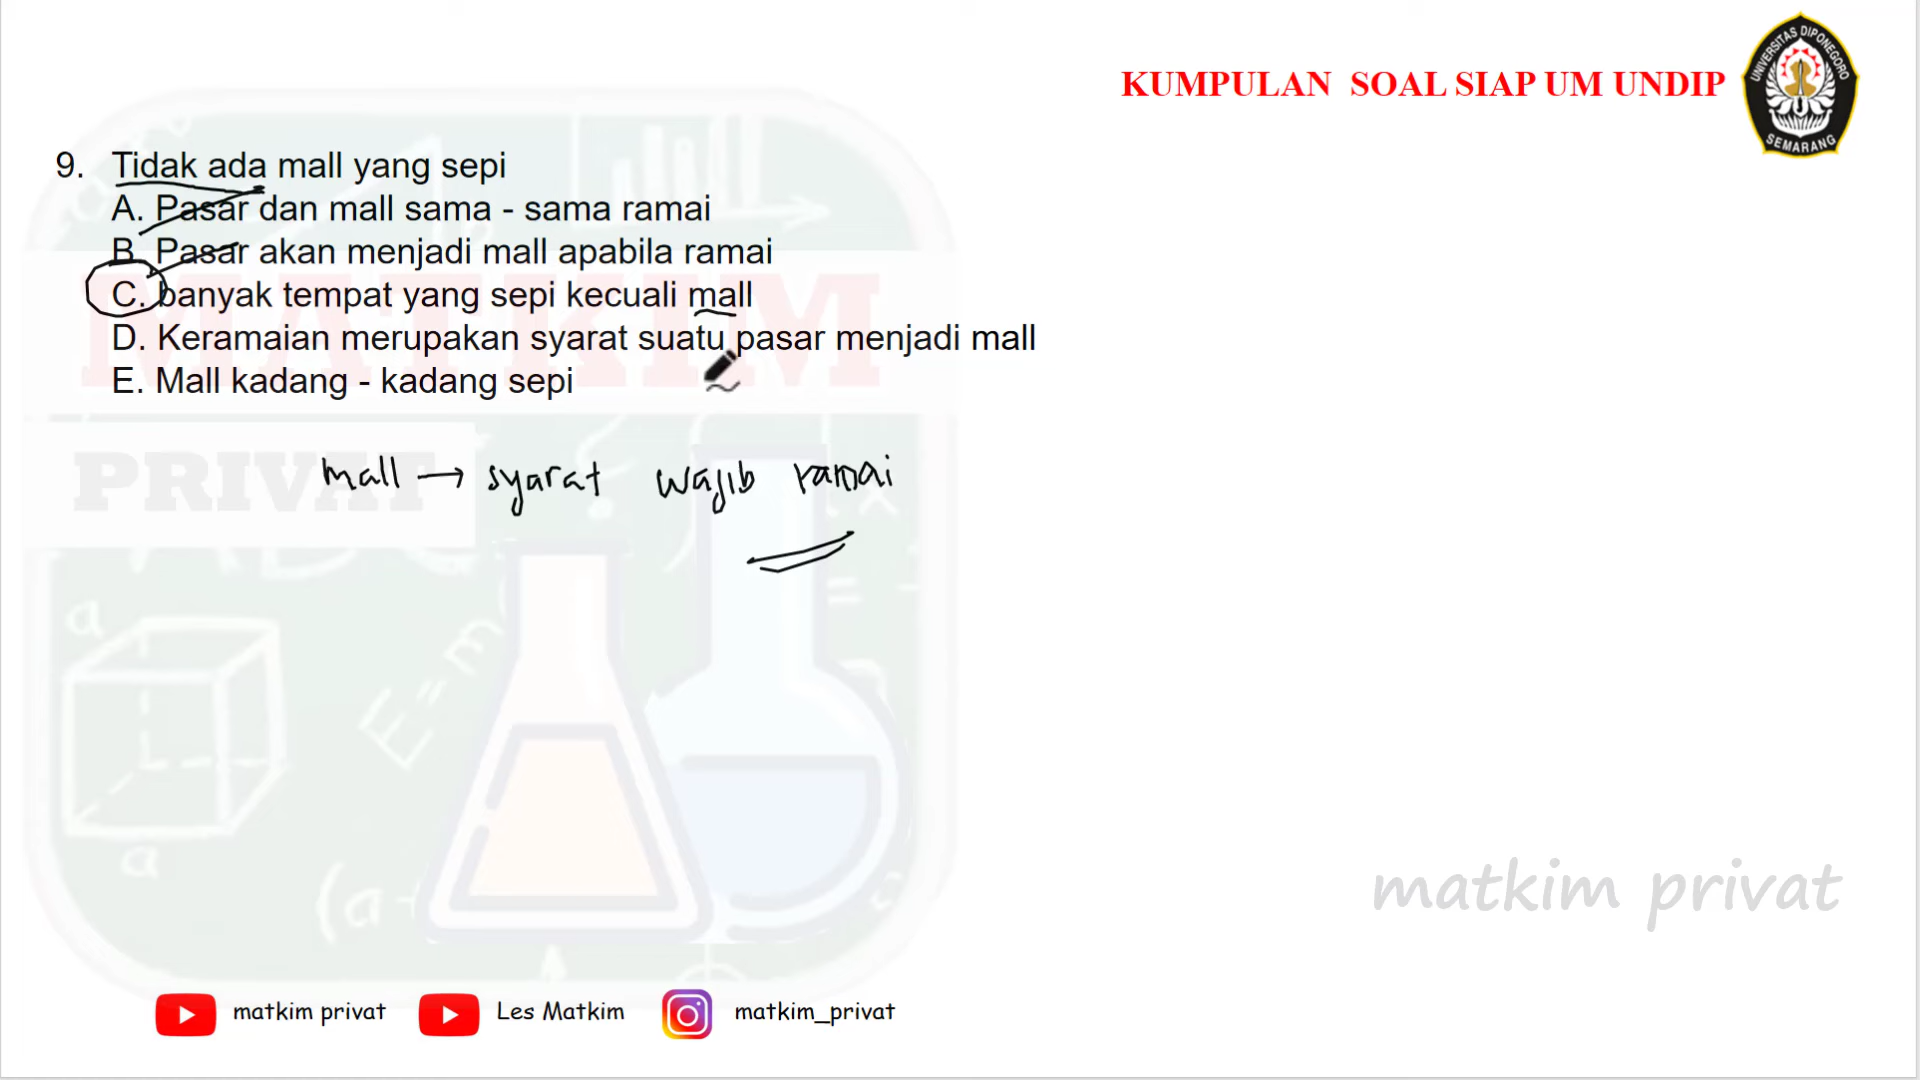 KUMPULAN SOAL SIAP UM UNDIP
UNIVERSITAS DIPONEGORO
SEMARANG
9. Tidak ada mall yang sepi
A. Pasar dan mall sama - sama ramai
B. Pasar akan menjadi mall apabila ramai
C. banyak tempat yang sepi kecuali mall
D. Keramaian merupakan syarat suatu pasar menjadi mall
E. Mall kadang - kadang sepi
MATKIM
PRIVAT
mall → syarat wajib ramai
a
E=m
a
(a+
matkim privat
matkim privat Les Matkim matkim_privat